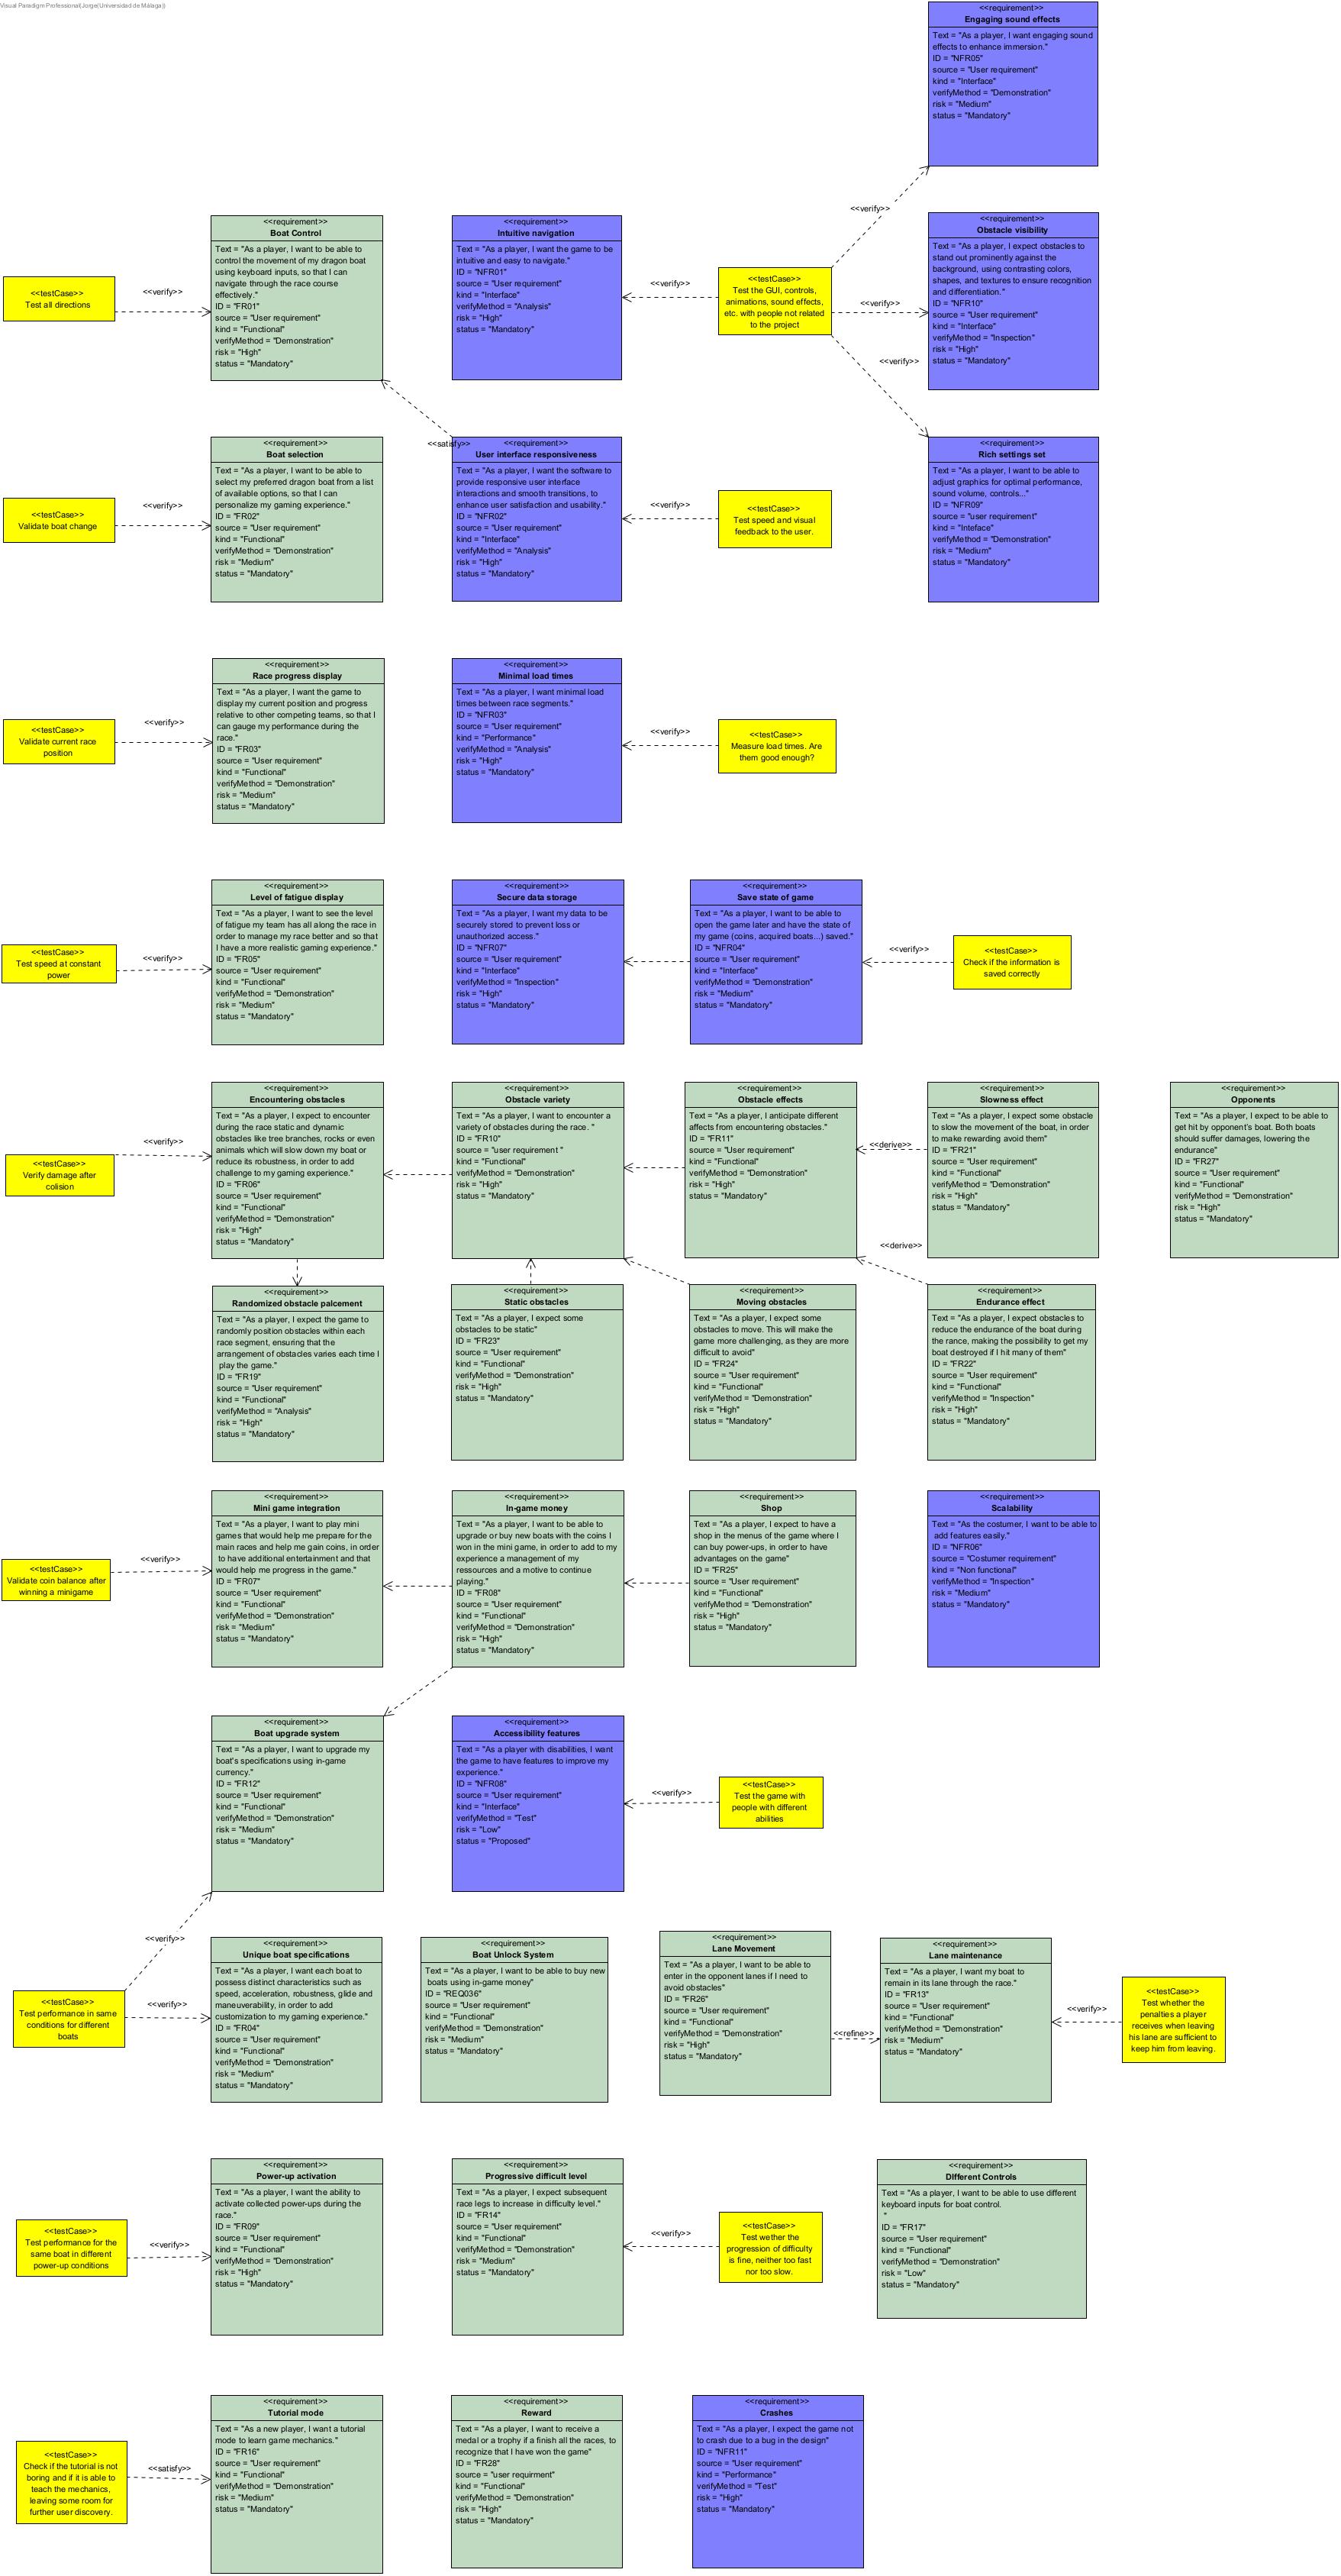 Visual Paradigm Professional(Jorge(Universidad de Málaga))
<<requirement>>
Engaging sound effects
Text = "As a player, I want engaging sound
effects to enhance immersion."
ID = "NFR05"
source = "User requirement"
kind = "Interface"
verifyMethod = "Demonstration"
risk = "Medium"
status = "Mandatory"
<<verify>>
<<testCase>>
Test all directions
<<verify>>
<<requirement>>
Boat Control
Text = "As a player, I want to be able to
control the movement of my dragon boat
using keyboard inputs, so that I can
navigate through the race course
effectively."
ID = "FR01"
source = "User requirement"
kind = "Functional"
verifyMethod = "Demonstration"
risk = "High"
status = "Mandatory"
<<requirement>>
Intuitive navigation
Text = "As a player, I want the game to be
intuitive and easy to navigate."
ID = "NFR01"
source = "User requirement"
kind = "Interface"
verifyMethod = "Analysis"
risk = "High"
status = "Mandatory"
<<verify>>
<<testCase>>
Test the GUI, controls,
animations, sound effects,
etc. with people not related
to the project
<<verify>>
<<verify>>
<<requirement>>
Obstacle visibility
Text = "As a player, I expect obstacles to
stand out prominently against the
background, using contrasting colors,
shapes, and textures to ensure recognition
and differentiation."
ID = "NFR10"
source = "User requirement"
kind = "Interface"
verifyMethod = "Inspection"
risk = "High"
status = "Mandatory"
<<satisfy>>
<<testCase>>
Validate boat change
<<verify>>
<<requirement>>
Boat selection
Text = "As a player, I want to be able to
select my preferred dragon boat from a list
of available options, so that I can
personalize my gaming experience."
ID = "FR02"
source = "User requirement"
kind = "Functional"
verifyMethod = "Demonstration"
risk = "Medium"
status = "Mandatory"
<<requirement>>
User interface responsiveness
Text = "As a player, I want the software to
provide responsive user interface
interactions and smooth transitions, to
enhance user satisfaction and usability."
ID = "NFR02"
source = "User requirement"
kind = "Interface"
verifyMethod = "Analysis"
risk = "High"
status = "Mandatory"
<<verify>>
<<testCase>>
Test speed and visual
feedback to the user.
<<requirement>>
Rich settings set
Text = "As a player, I want to be able to
adjust graphics for optimal performance,
sound volume, controls..."
ID = "NFR09"
source = "user requirement"
kind = "Inteface"
verifyMethod = "Demonstration"
risk = "Medium"
status = "Mandatory"
<<testCase>>
Validate current race
position
<<verify>>
<<requirement>>
Race progress display
Text = "As a player, I want the game to
display my current position and progress
relative to other competing teams, so that I
can gauge my performance during the
race."
ID = "FR03"
source = "User requirement"
kind = "Functional"
verifyMethod = "Demonstration"
risk = "Medium"
status = "Mandatory"
<<requirement>>
Minimal load times
Text = "As a player, I want minimal load
times between race segments."
ID = "NFR03"
source = "User requirement"
kind = "Performance"
verifyMethod = "Analysis"
risk = "High"
status = "Mandatory"
<<verify>>
<<testCase>>
Measure load times. Are
them good enough?
<<testCase>>
Test speed at constant
power
<<verify>>
<<requirement>>
Level of fatigue display
Text = "As a player, I want to see the level
of fatigue my team has all along the race in
order to manage my race better and so that
I have a more realistic gaming experience."
ID = "FR05"
source = "User requirement"
kind = "Functional"
verifyMethod = "Demonstration"
risk = "Medium"
status = "Mandatory"
<<requirement>>
Secure data storage
Text = "As a player, I want my data to be
securely stored to prevent loss or
unauthorized access."
ID = "NFR07"
source = "User requirement"
kind = "Interface"
verifyMethod = "Inspection"
risk = "High"
status = "Mandatory"
<<requirement>>
Save state of game
Text = "As a player, I want to be able to
open the game later and have the state of
my game (coins, acquired boats...) saved."
ID = "NFR04"
source = "User requirement"
kind = "Interface"
verifyMethod = "Demonstration"
risk = "Medium"
status = "Mandatory"
<<verify>>
<<testCase>>
Check if the information is
saved correctly
<<testCase>>
Verify damage after
colision
<<verify>>
<<requirement>>
Encountering obstacles
Text = "As a player, I expect to encounter
during the race static and dynamic
obstacles like tree branches, rocks or even
animals which will slow down my boat or
reduce its robustness, in order to add
challenge to my gaming experience."
ID = "FR06"
source = "User requirement"
kind = "Functional"
verifyMethod = "Demonstration"
risk = "High"
status = "Mandatory"
<<requirement>>
Obstacle variety
Text = "As a player, I want to encounter a
variety of obstacles during the race. "
ID = "FR10"
source = "user requirement "
kind = "Functional"
verifyMethod = "Demonstration"
risk = "High"
status = "Mandatory"
<<requirement>>
Obstacle effects
Text = "As a player, I anticipate different
affects from encountering obstacles."
ID = "FR11"
source = "User requirement"
kind = "Functional"
verifyMethod = "Demonstration"
risk = "High"
status = "Mandatory"
<<derive>>
<<requirement>>
Slowness effect
Text = "As a player, I expect some obstacle
to slow the movement of the boat, in order
to make rewarding avoid them"
ID = "FR21"
source = "User requirement"
kind = "Functional"
verifyMethod = "Demonstration"
risk = "High"
status = "Mandatory"
<<requirement>>
Opponents
Text = "As a player, I expect to be able to
get hit by opponent's boat. Both boats
should suffer damages, lowering the
endurance"
ID = "FR27"
source = "User requirement"
kind = "Functional"
verifyMethod = "Demonstration"
risk = "High"
status = "Mandatory"
<<derive>>
<<requirement>>
Randomized obstacle palcement
Text = "As a player, I expect the game to
randomly position obstacles within each
race segment, ensuring that the
arrangement of obstacles varies each time I
play the game."
ID = "FR19"
source = "User requirement"
kind = "Functional"
verifyMethod = "Analysis"
risk = "High"
status = "Mandatory"
<<requirement>>
Static obstacles
Text = "As a player, I expect some
obstacles to be static"
ID = "FR23"
source = "User requirement"
kind = "Functional"
verifyMethod = "Demonstration"
risk = "High"
status = "Mandatory"
<<requirement>>
Moving obstacles
Text = "As a player, I expect some
obstacles to move. This will make the
game more challenging, as they are more
difficult to avoid"
ID = "FR24"
source = "User requirement"
kind = "Functional"
verifyMethod = "Demonstration"
risk = "High"
status = "Mandatory"
<<requirement>>
Endurance effect
Text = "As a player, I expect obstacles to
reduce the endurance of the boat during
the rance, making the possibility to get my
boat destroyed if I hit many of them"
ID = "FR22"
source = "User requirement"
kind = "Functional"
verifyMethod = "Inspection"
risk = "High"
status = "Mandatory"
<<testCase>>
Validate coin balance after
winning a minigame
<<verify>>
<<requirement>>
Mini game integration
Text = "As a player, I want to play mini
games that would help me prepare for the
main races and help me gain coins, in order
to have additional entertainment and that
would help me progress in the game."
ID = "FR07"
source = "User requirement"
kind = "Functional"
verifyMethod = "Demonstration"
risk = "Medium"
status = "Mandatory"
<<requirement>>
In-game money
Text = "As a player, I want to be able to
upgrade or buy new boats with the coins I
won in the mini game, in order to add to my
experience a management of my
ressources and a motive to continue
playing."
ID = "FR08"
source = "User requirement"
kind = "Functional"
verifyMethod = "Demonstration"
risk = "High"
status = "Mandatory"
<<requirement>>
Shop
Text = "As a player, I expect to have a
shop in the menus of the game where I
can buy power-ups, in order to have
advantages on the game"
ID = "FR25"
source = "User requirement"
kind = "Functional"
verifyMethod = "Demonstration"
risk = "High"
status = "Mandatory"
<<requirement>>
Scalability
Text = "As the costumer, I want to be able to
add features easily."
ID = "NFR06"
source = "Costumer requirement"
kind = "Non functional"
verifyMethod = "Inspection"
risk = "Medium"
status = "Mandatory"
<<requirement>>
Boat upgrade system
Text = "As a player, I want to upgrade my
boat's specifications using in-game
currency."
ID = "FR12"
source = "User requirement"
kind = "Functional"
verifyMethod = "Demonstration"
risk = "Medium"
status = "Mandatory"
<<requirement>>
Accessibility features
Text = "As a player with disabilities, I want
the game to have features to improve my
experience."
ID = "NFR08"
source = "User requirement"
kind = "Interface"
verifyMethod = "Test"
risk = "Low"
status = "Proposed"
<<verify>>
<<testCase>>
Test the game with
people with different
abilities
<<verify>>
<<testCase>>
Test perfomance in same
conditions for different
boats
<<verify>>
<<requirement>>
Unique boat specifications
Text = "As a player, I want each boat to
possess distinct characteristics such as
speed, acceleration, robustness, glide and
maneuverability, in order to add
customization to my gaming experience."
ID = "FR04"
source = "User requirement"
kind = "Functional"
verifyMethod = "Demonstration"
risk = "Medium"
status = "Mandatory"
<<requirement>>
Boat Unlock System
Text = "As a player, I want to be able to buy new
boats using in-game money"
ID = "REQ036"
source = "User requirement"
kind = "Functional"
verifyMethod = "Demonstration"
risk = "Medium"
status = "Mandatory"
<<requirement>>
Lane Movement
Text = "As a player, I want to be able to
enter in the opponent lanes if I need to
avoid obstacles"
ID = "FR26"
source = "User requirement"
kind = "Functional"
verifyMethod = "Demonstration"
risk = "High"
status = "Mandatory"
<<refine>>
<<requirement>>
Lane maintenance
Text = "As a player, I want my boat to
remain in its lane through the race."
ID = "FR13"
source = "User requirement"
kind = "Functional"
verifyMethod = "Demonstration"
risk = "Medium"
status = "Mandatory"
<<verify>>
<<testCase>>
Test whether the
penalties a player
receives when leaving
his lane are sufficient to
keep him from leaving.
<<testCase>>
Test performance for the
same boat in different
power-up conditions
<<verify>>
<<requirement>>
Power-up activation
Text = "As a player, I want the ability to
activate collected power-ups during the
race."
ID = "FR09"
source = "User requirement"
kind = "Functional"
verifyMethod = "Demonstration"
risk = "High"
status = "Mandatory"
<<requirement>>
Progressive difficult level
Text = "As a player, I expect subsequent
race legs to increase in difficulty level."
ID = "FR14"
source = "User requirement"
kind = "Functional"
verifyMethod = "Demonstration"
risk = "Medium"
status = "Mandatory"
<<verify>>
<<testCase>>
Test wether the
progression of difficulty
is fine, neither too fast
nor too slow.
<<requirement>>
DIfferent Controls
Text = "As a player, I want to be able to use different
keyboard inputs for boat control.
"
ID = "FR17"
source = "User requirement"
kind = "Functional"
verifyMethod = "Demonstration"
risk = "Low"
status = "Mandatory"
<<testCase>>
Check if the tutorial is not
boring and if it is able to
teach the mechanics,
leaving some room for
further user discovery.
<<satisfy>>
<<requirement>>
Tutorial mode
Text = "As a new player, I want a tutorial
mode to learn game mechanics."
ID = "FR16"
source = "User requirement"
kind = "Functional"
verifyMethod = "Demonstration"
risk = "Medium"
status = "Mandatory"
<<requirement>>
Reward
Text = "As a player, I want to receive a
medal or a trophy if a finish all the races, to
recognize that I have won the game"
ID = "FR28"
source = "user requirment"
kind = "Functional"
verifyMethod = "Demonstration"
risk = "High"
status = "Mandatory"
<<requirement>>
Crashes
Text = "As a player, I expect the game not
to crash due to a bug in the design"
ID = "NFR11"
source = "User requirement"
kind = "Performance"
verifyMethod = "Test"
risk = "High"
status = "Mandatory"